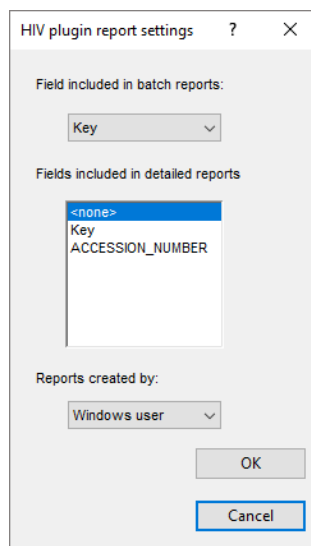 HIV plugin report settings ?
Field included in batch reports:
Key
Fields included in detailed reports
<none>
Key
ACCESSION_NUMBER
Reports created by:
Windows user
OK
Cancel